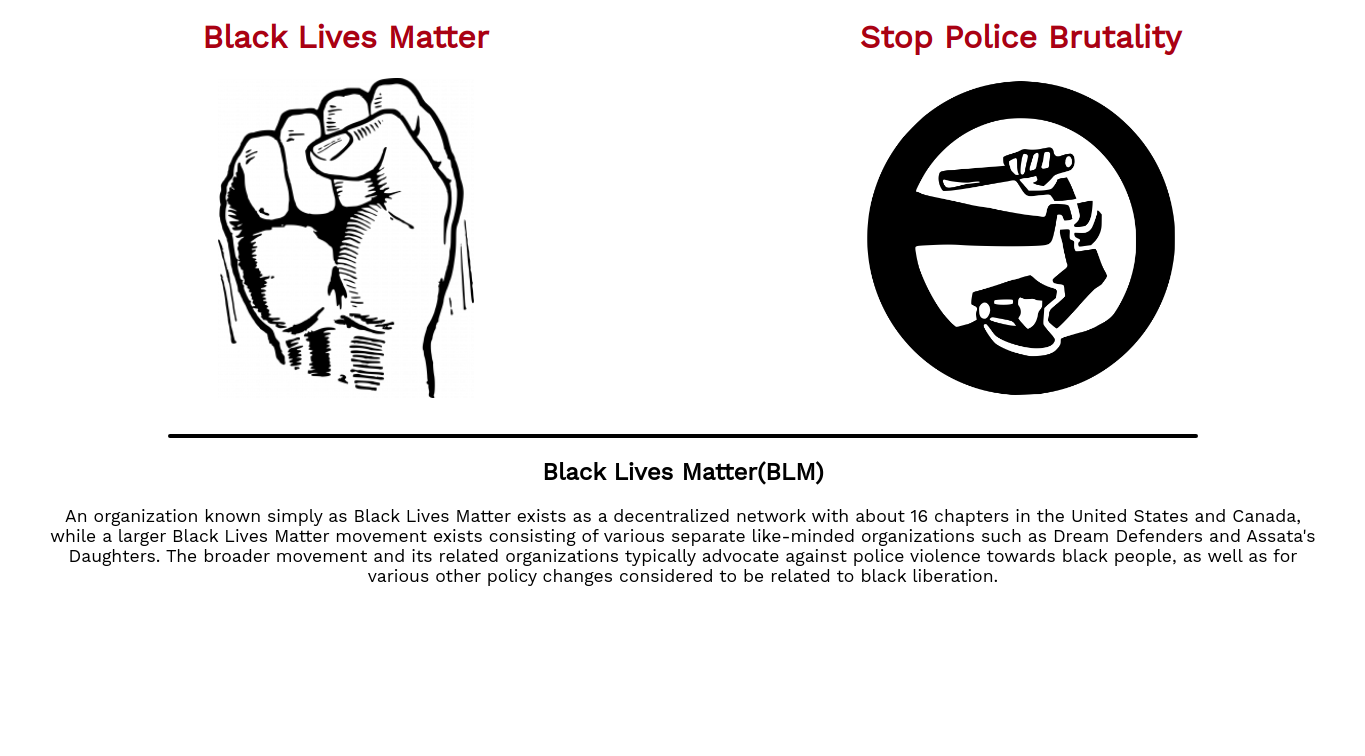 Black Lives Matter
Stop Police Brutality
Black Lives Matter(BLM)
An organization known simply as Black Lives Matter exists as a decentralized network with about 16 chapters in the United States and Canada,
while a larger Black Lives Matter movement exists consisting of various separate like-minded organizations such as Dream Defenders and Assata's
Daughters. The broader movement and its related organizations typically advocate against police violence towards black people, as well as for
various other policy changes considered to be related to black liberation.